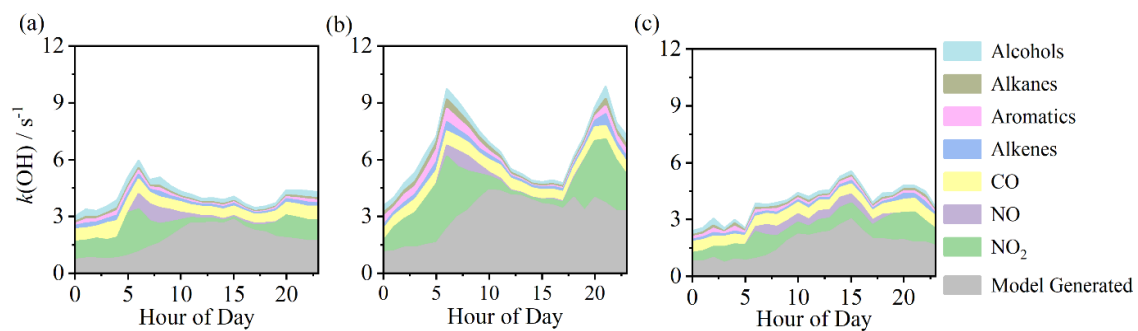 (a)
(b)
(c)
k(OH) / s⁻¹
12
9
6
3
0
0 5 10 15 20
Hour of Day
12
9
6
3
0
0 5 10 15 20
Hour of Day
12
9
6
3
0
0 5 10 15 20
Hour of Day
Alcohols
Alkanes
Aromatics
Alkenes
CO
NO
NO₂
Model Generated